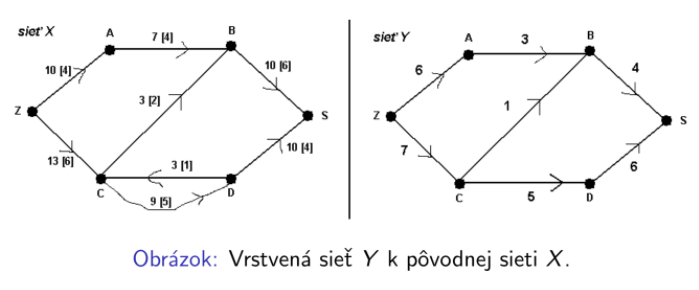 sieť X
A
7 [4]
B
10 [4]
10 [6]
3 [2]
Z
S
13 [6]
3 [1]
10 [4]
C
D
9 [5]
sieť Y
A
3
B
6
4
1
Z
S
7
6
C
5
D
Obrázok: Vrstvená sieť Y k pôvodnej sieti X.